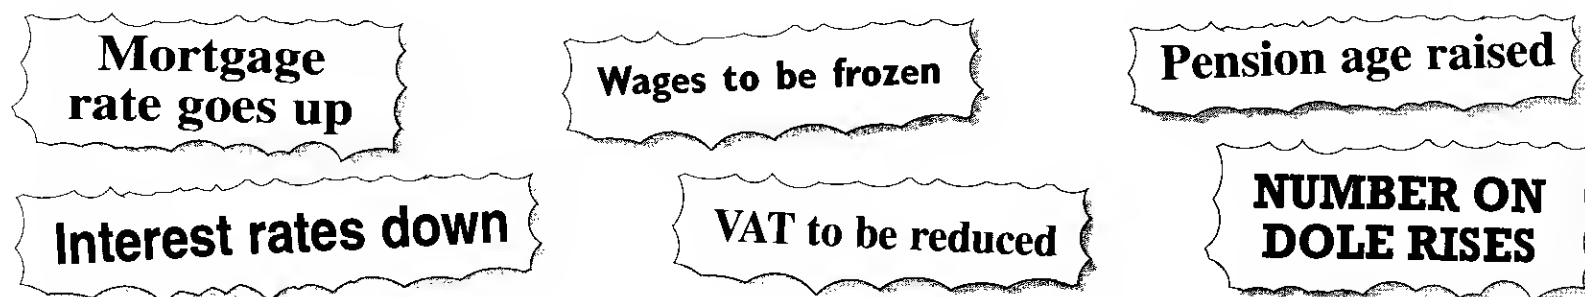 Mortgage
rate goes up
Wages to be frozen
Pension age raised
Interest rates down
VAT to be reduced
NUMBER ON
DOLE RISES